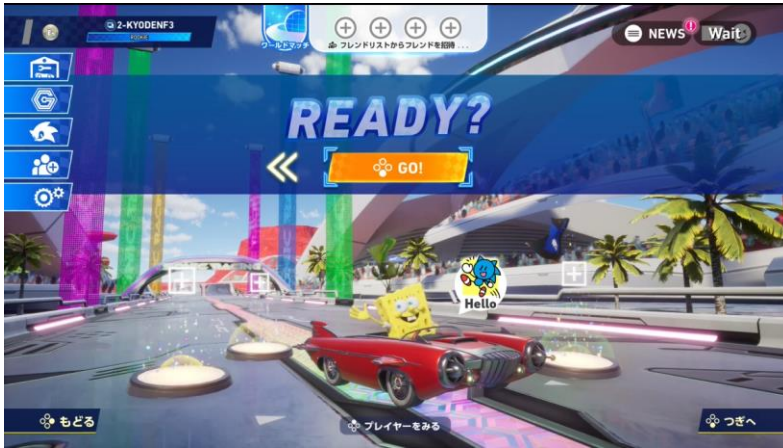 2-KYODENF3
ROOKIE
ワールドマッチ
フレンドリストからフレンドを招待 ...
NEWS
Wait
READY?
GO!
Hello
もどる
プレイヤーをみる
つぎへ